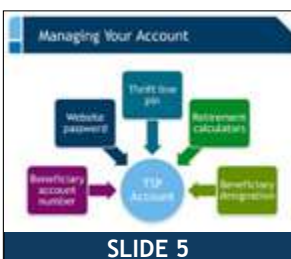 Managing Your Account
Thrift line
pin
Website
password
Retirement
calculators
Beneficiary
account
number
TSP
Account
Beneficiary
designation
SLIDE 5